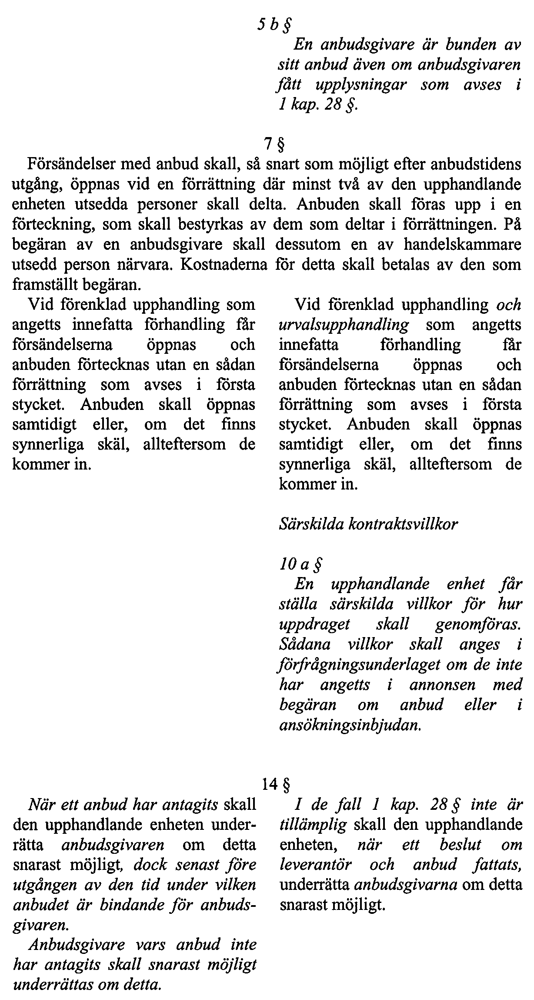 5 b §
En anbudsgivare är bunden av
sitt anbud även om anbudsgivaren
fått upplysningar som avses i
1 kap. 28 §.
7 §
Försändelser med anbud skall, så snart som möjligt efter anbudstidens
utgång, öppnas vid en förrättning där minst två av den upphandlande
enheten utsedda personer skall delta. Anbuden skall föras upp i en
förteckning, som skall bestyrkas av dem som deltar i förrättningen. På
begäran av en anbudsgivare skall dessutom en av handelskammare
utsedd person närvara. Kostnaderna för detta skall betalas av den som
framställt begäran.
Vid förenklad upphandling som
angetts innefatta förhandling får
försändelserna öppnas och
anbuden förtecknas utan en sådan
förrättning som avses i första
stycket. Anbuden skall öppnas
samtidigt eller, om det finns
synnerliga skäl, allteftersom de
kommer in.
Vid förenklad upphandling och
urvalsupphandling som angetts
innefatta förhandling får
försändelserna öppnas och
anbuden förtecknas utan en sådan
förrättning som avses i första
stycket. Anbuden skall öppnas
samtidigt eller, om det finns
synnerliga skäl, allteftersom de
kommer in.
Särskilda kontraktsvillkor
10 a §
En upphandlande enhet får
ställa särskilda villkor för hur
uppdraget skall genomföras.
Sådana villkor skall anges i
förfrågningsunderlaget om de inte
har angetts i annonsen med
begäran om anbud eller i
ansökningsinbjudan.
14 §
När ett anbud har antagits skall
den upphandlande enheten under-
rätta anbudsgivaren om detta
snarast möjligt, dock senast före
utgången av den tid under vilken
anbudet är bindande för anbuds-
givaren.
Anbudsgivare vars anbud inte
har antagits skall snarast möjligt
underrättas om detta.
I de fall 1 kap. 28 § inte är
tillämplig skall den upphandlande
enheten, när ett beslut om
leverantör och anbud fattats,
underrätta anbudsgivarna om detta
snarast möjligt.